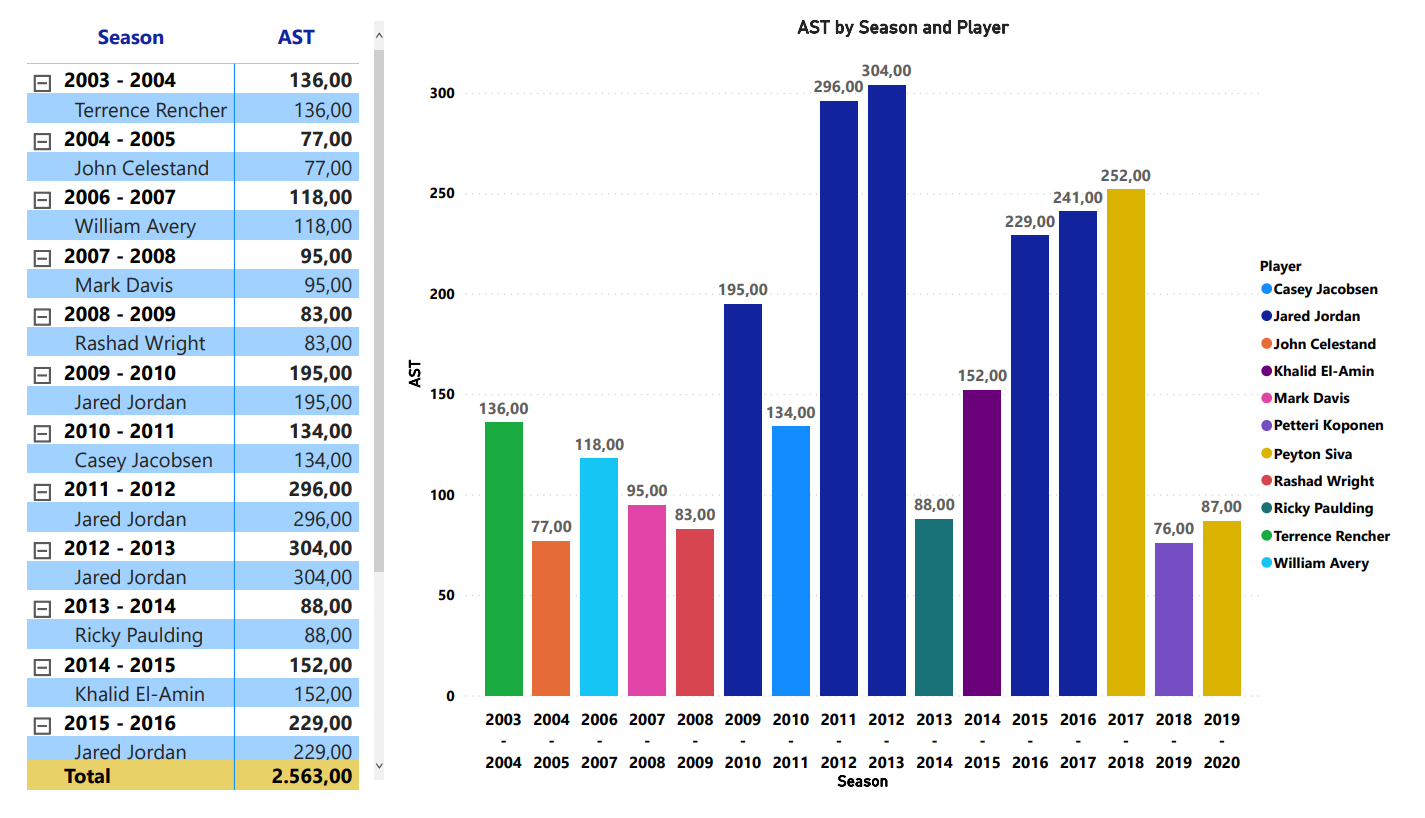 Season AST
2003 - 2004 136,00
Terrence Rencher 136,00
2004 - 2005 77,00
John Celestand 77,00
2006 - 2007 118,00
William Avery 118,00
2007 - 2008 95,00
Mark Davis 95,00
2008 - 2009 83,00
Rashad Wright 83,00
2009 - 2010 195,00
Jared Jordan 195,00
2010 - 2011 134,00
Casey Jacobsen 134,00
2011 - 2012 296,00
Jared Jordan 296,00
2012 - 2013 304,00
Jared Jordan 304,00
2013 - 2014 88,00
Ricky Paulding 88,00
2014 - 2015 152,00
Khalid El-Amin 152,00
2015 - 2016 229,00
Jared Jordan 229,00
Total 2.563,00
AST by Season and Player
AST
300
250
200
150
100
50
0
136,00
77,00
118,00
95,00
83,00
195,00
134,00
296,00
304,00
88,00
152,00
229,00
241,00
252,00
76,00
87,00
2003 2004 2006 2007 2008 2009 2010 2011 2012 2013 2014 2015 2016 2017 2018 2019
- - - - - - - - - - - - - - - -
2004 2005 2007 2008 2009 2010 2011 2012 2013 2014 2015 2016 2017 2018 2019 2020
Season
Player
Casey Jacobsen
Jared Jordan
John Celestand
Khalid El-Amin
Mark Davis
Petteri Koponen
Peyton Siva
Rashad Wright
Ricky Paulding
Terrence Rencher
William Avery